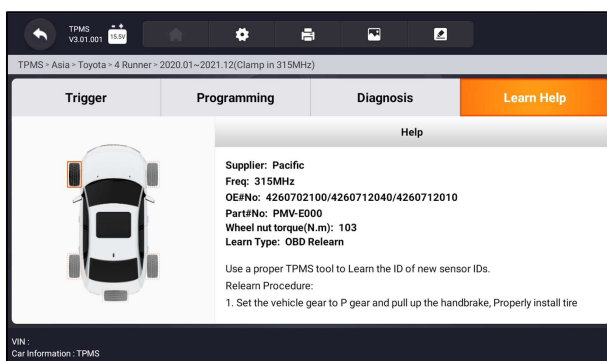 TPMS
V3.01.001
15.5V
TPMS > Asia > Toyota > 4 Runner > 2020.01~2021.12(Clamp in 315MHz)
Trigger
Programming
Diagnosis
Learn Help
Help
Supplier: Pacific
Freq: 315MHz
OE#No: 4260702100/4260712040/4260712010
Part#No: PMV-E000
Wheel nut torque(N.m): 103
Learn Type: OBD Relearn
Use a proper TPMS tool to Learn the ID of new sensor IDs.
Relearn Procedure:
1. Set the vehicle gear to P gear and pull up the handbrake, Properly install tire
VIN :
Car Information : TPMS